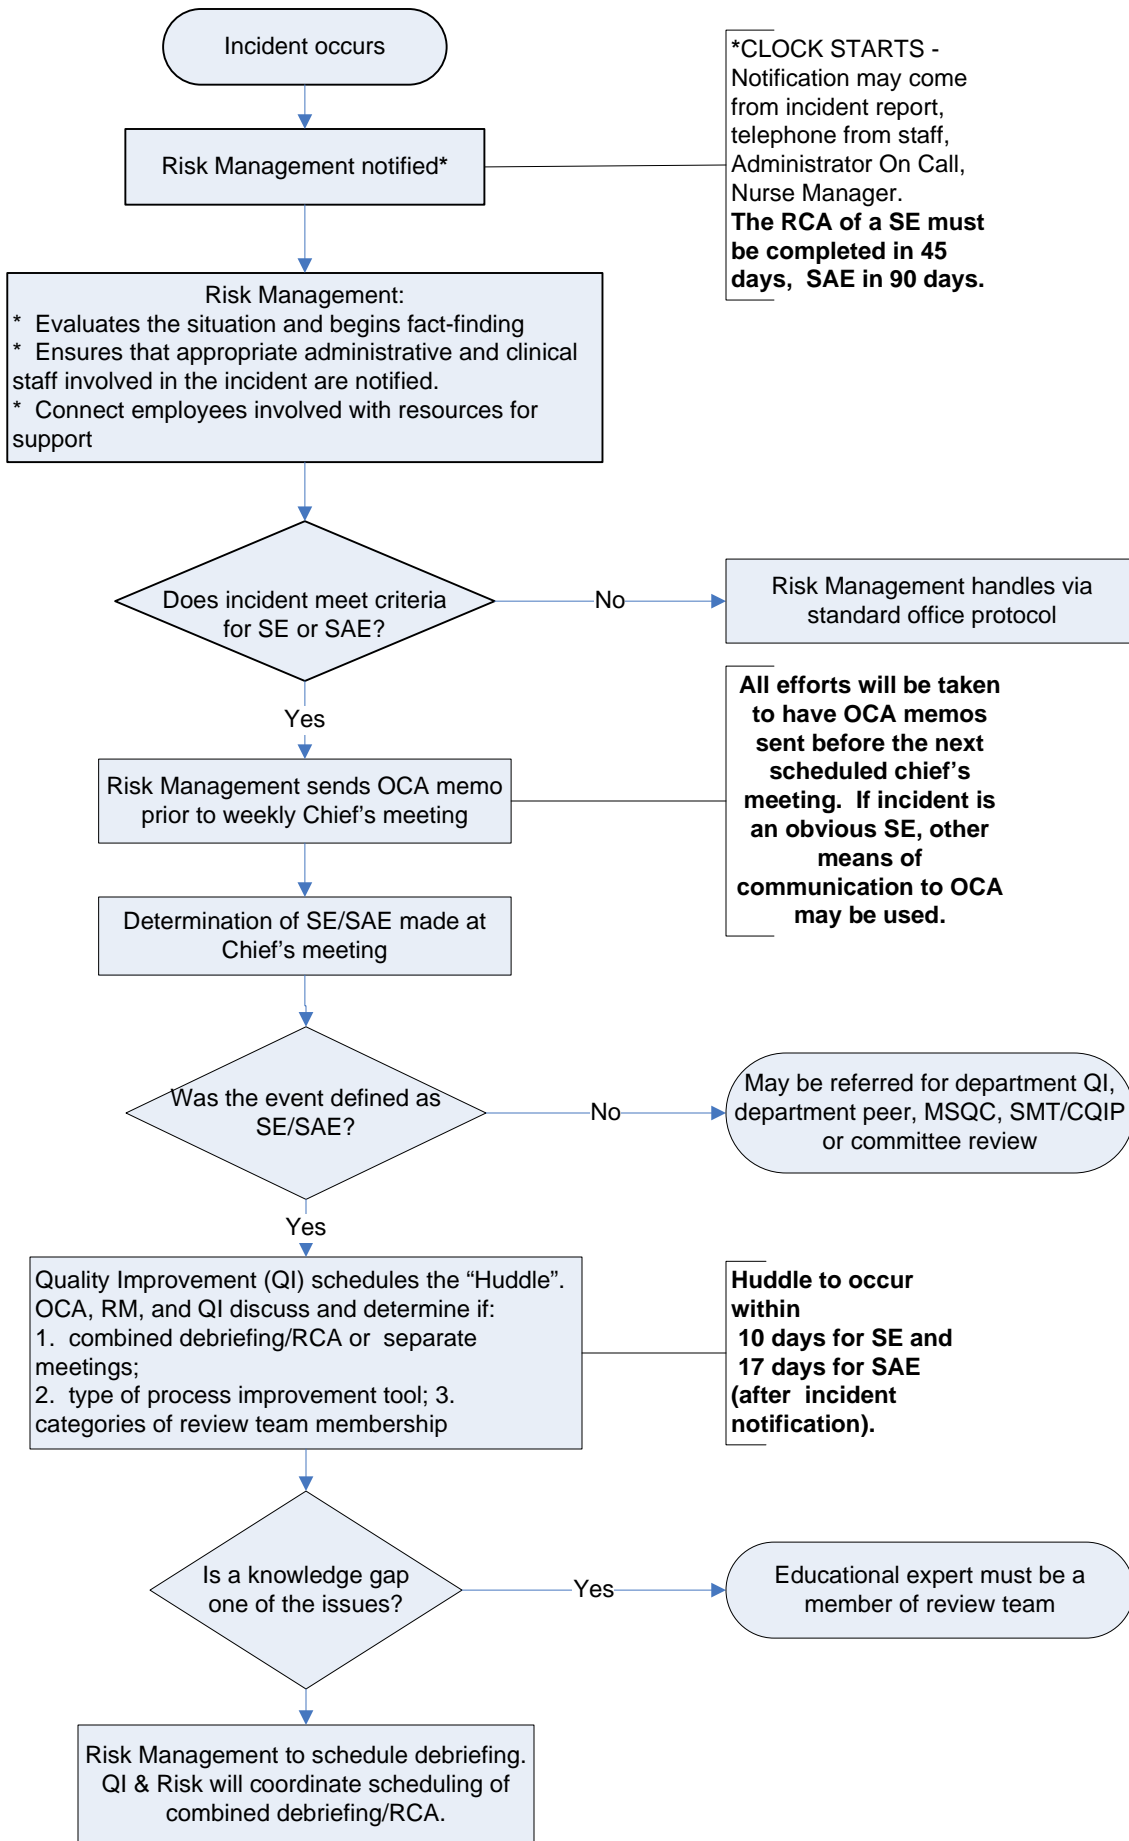 Incident occurs
*CLOCK STARTS -
Notification may come
from incident report,
telephone from staff,
Administrator On Call,
Nurse Manager.
The RCA of a SE must
be completed in 45
days,  SAE in 90 days.
Risk Management notified*
Risk Management:
*  Evaluates the situation and begins fact-finding
*  Ensures that appropriate administrative and clinical
staff involved in the incident are notified.
*  Connect employees involved with resources for
support
Does incident meet criteria
for SE or SAE?
No
Risk Management handles via
standard office protocol
Yes
All efforts will be taken
to have OCA memos
sent before the next
scheduled chief’s
meeting.  If incident is
an obvious SE, other
means of
communication to OCA
may be used.
Risk Management sends OCA memo
prior to weekly Chief’s meeting
Determination of SE/SAE made at
Chief’s meeting
Was the event defined as
SE/SAE?
No
May be referred for department QI,
department peer, MSQC, SMT/CQIP
or committee review
Yes
Quality Improvement (QI) schedules the “Huddle”.
OCA, RM, and QI discuss and determine if:
1.  combined debriefing/RCA or  separate
meetings;
2.  type of process improvement tool; 3.
categories of review team membership
Huddle to occur
within
10 days for SE and
17 days for SAE
(after  incident
notification).
Is a knowledge gap
one of the issues?
Yes
Educational expert must be a
member of review team
Risk Management to schedule debriefing.
QI & Risk will coordinate scheduling of
combined debriefing/RCA.